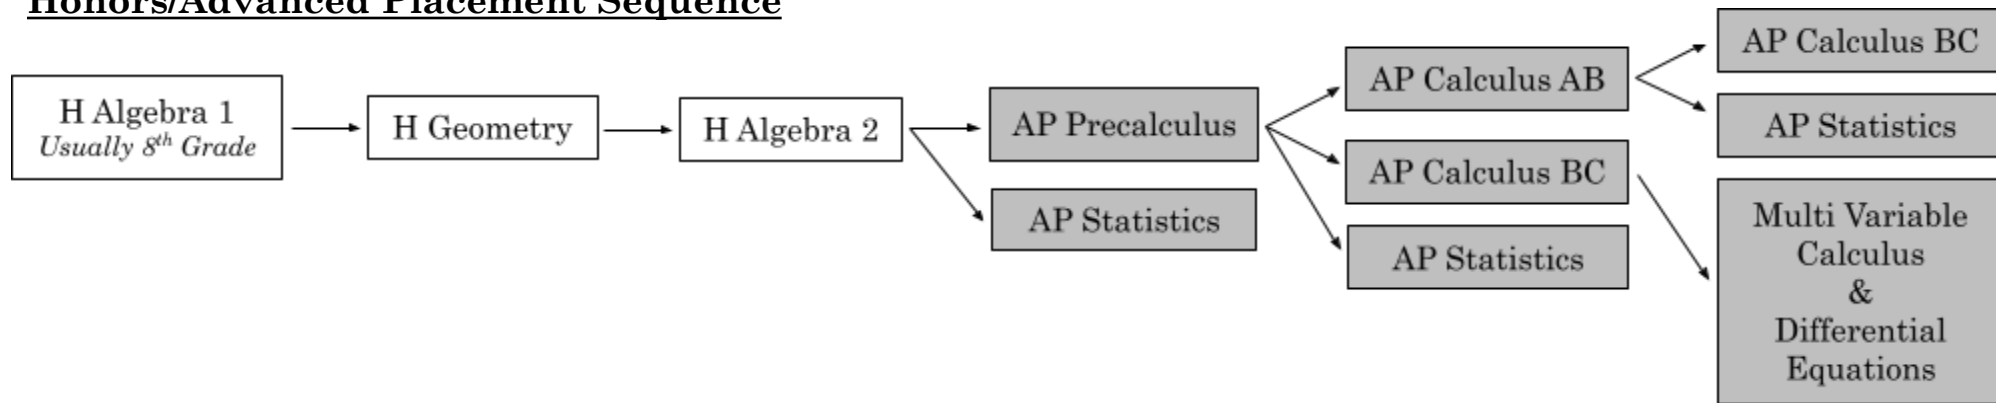 Honors/Advanced Placement Sequence
H Algebra 1
Usually 8th Grade
H Geometry
H Algebra 2
AP Precalculus
AP Statistics
AP Calculus AB
AP Calculus BC
AP Statistics
AP Calculus BC
AP Statistics
Multi Variable
Calculus
&
Differential
Equations